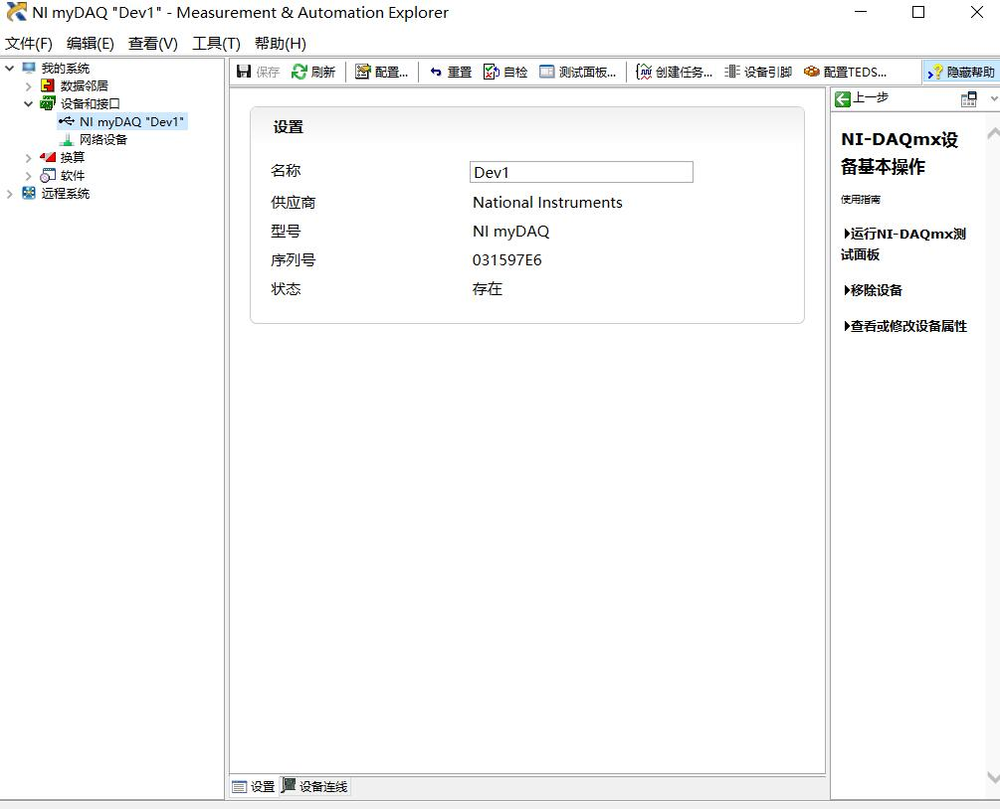 NI myDAQ "Dev1" - Measurement & Automation Explorer
文件(F) 编辑(E) 查看(V) 工具(T) 帮助(H)
我的系统
数据邻居
设备和接口
NI myDAQ "Dev1"
网络设备
换算
软件
远程系统
保存 刷新 配置... 重置 自检 测试面板... 创建任务... 设备引脚 配置TEDS... 隐藏帮助
设置
名称 Dev1
供应商 National Instruments
型号 NI myDAQ
序列号 031597E6
状态 存在
设置 设备连线
上一步
NI-DAQmx设
备基本操作
使用指南
运行NI-DAQmx测
试面板
移除设备
查看或修改设备属性